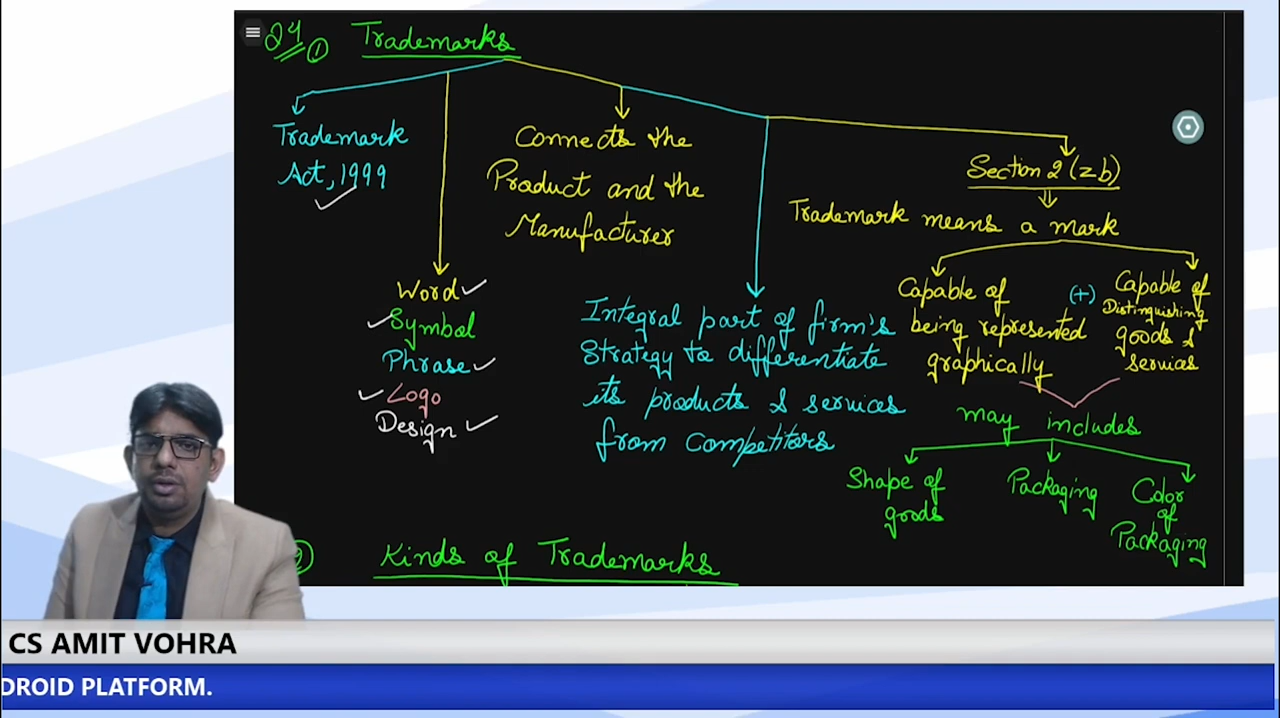 24 ① Trademarks
Trademark
Act, 1999
Word
Symbol
Phrase
Logo
Design
Connects the
Product and the
Manufacturer
Integral part of firm's
Strategy to differentiate
its products & services
from competitors
Section 2 (zb)
Trademark means a mark
Capable of
being represented
graphically
(+)
Capable of
Distinguishing
goods &
services
may includes
Shape of
goods
Packaging
Color
of
Packaging
Kinds of Trademarks
CS AMIT VOHRA
DROID PLATFORM.